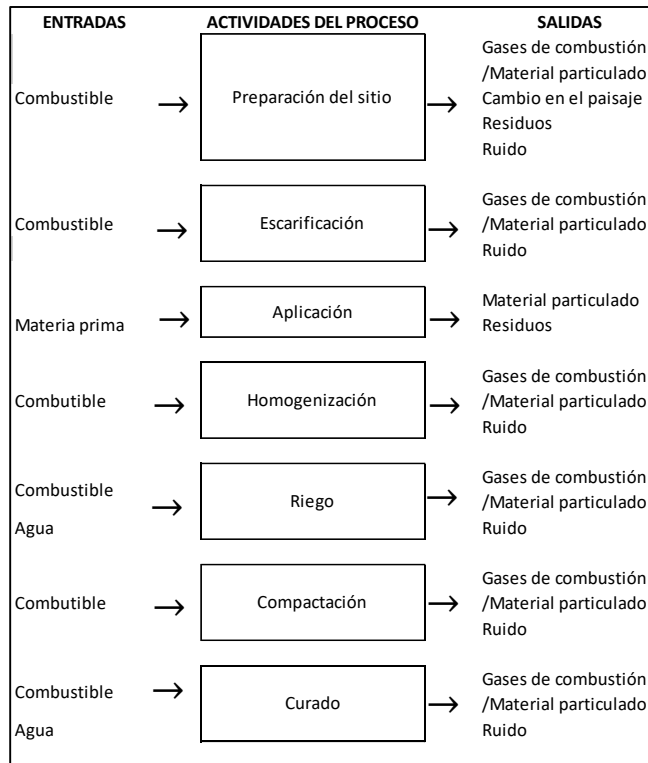 ENTRADAS ACTIVIDADES DEL PROCESO SALIDAS
Combustible
Preparación del sitio
Gases de combustión
/Material particulado
Cambio en el paisaje
Residuos
Ruido
Combustible
Escarificación
Gases de combustión
/Material particulado
Ruido
Materia prima
Aplicación
Material particulado
Residuos
Combutible
Homogenización
Gases de combustión
/Material particulado
Ruido
Combustible
Agua
Riego
Gases de combustión
/Material particulado
Ruido
Combutible
Compactación
Gases de combustión
/Material particulado
Ruido
Combustible
Agua
Curado
Gases de combustión
/Material particulado
Ruido